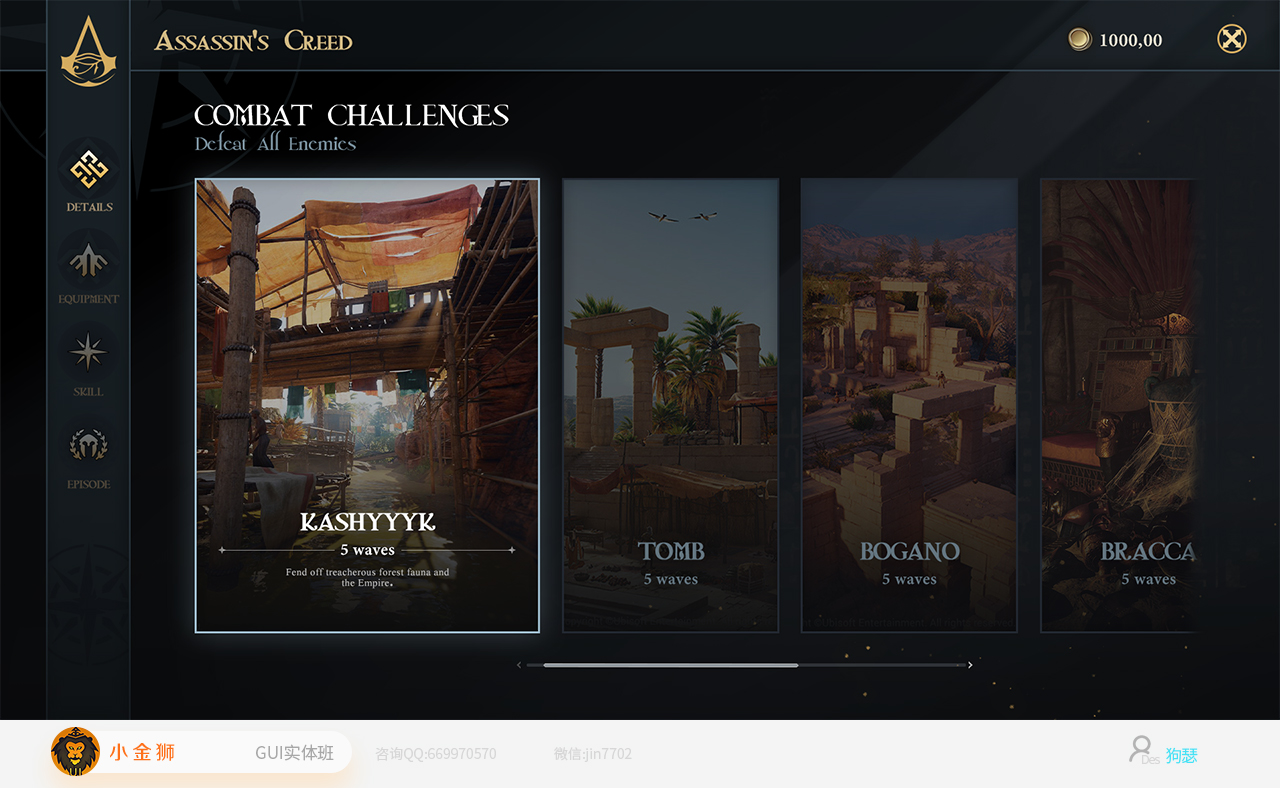 Assassin's Creed
1000,00
COMBAT CHALLENGES
Defeat All Enemies
DETAILS
EQUIPMENT
SKILL
EPISODE
KASHYYYK
5 waves
Fend off treacherous forest fauna and
the Empire.
TOMB
5 waves
BOGANO
5 waves
BRACCA
5 waves
小金狮
GUI实体班
咨询QQ:669970570
微信:jin7702
Des 狗瑟